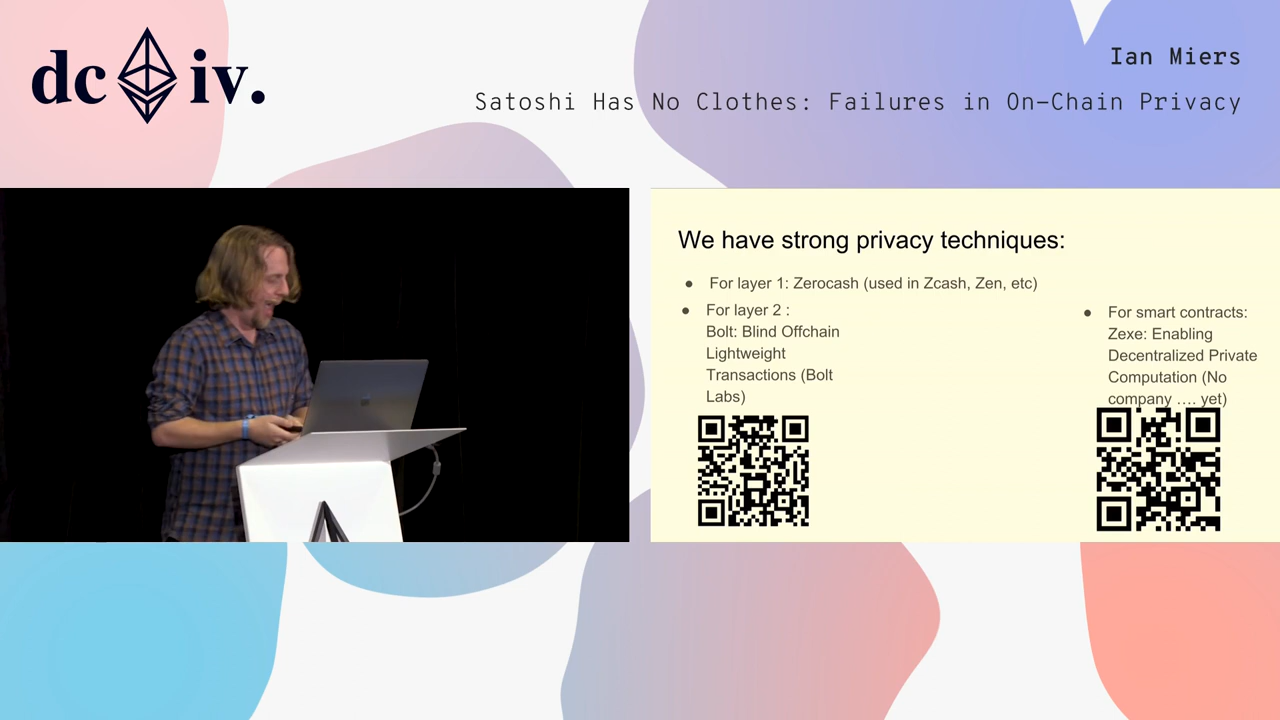 dc iv.
Ian Miers
Satoshi Has No Clothes: Failures in On-Chain Privacy
We have strong privacy techniques:
● For layer 1: Zerocash (used in Zcash, Zen, etc)
● For layer 2 :
Bolt: Blind Offchain
Lightweight
Transactions (Bolt
Labs)
● For smart contracts:
Zexe: Enabling
Decentralized Private
Computation (No
company …. yet)